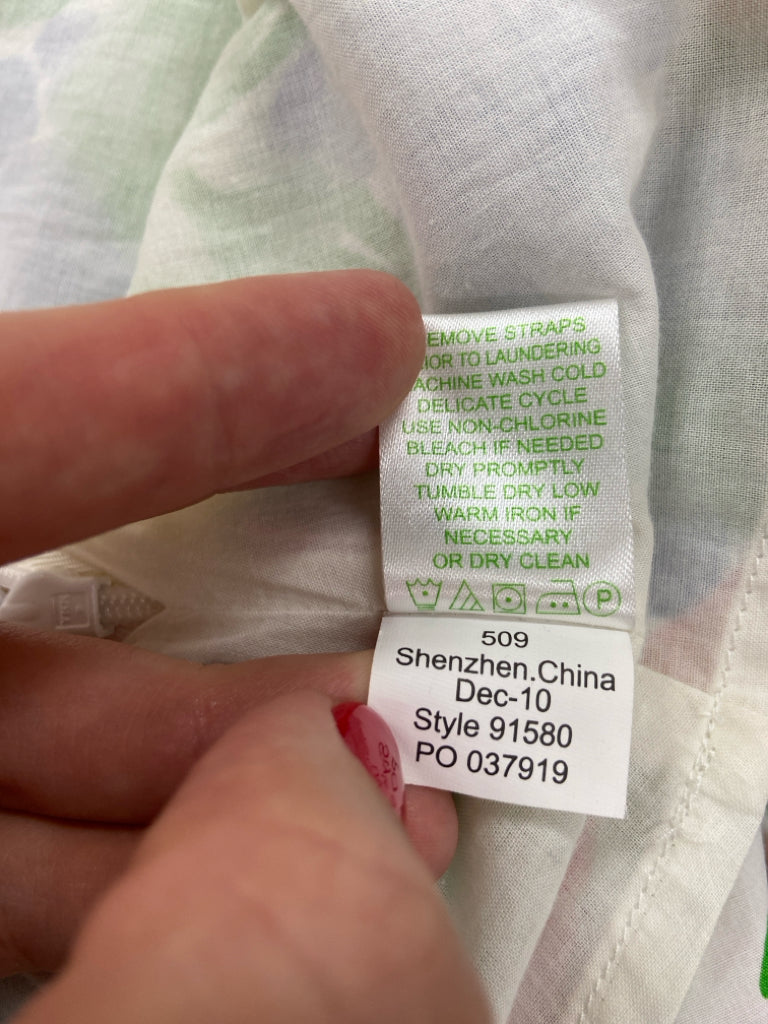 EMOVE STRAPS
IOR TO LAUNDERING
ACHINE WASH COLD
DELICATE CYCLE
USE NON-CHLORINE
BLEACH IF NEEDED
DRY PROMPTLY
TUMBLE DRY LOW
WARM IRON IF
NECESSARY
OR DRY CLEAN
P
509
Shenzhen.China
Dec-10
Style 91580
PO 037919